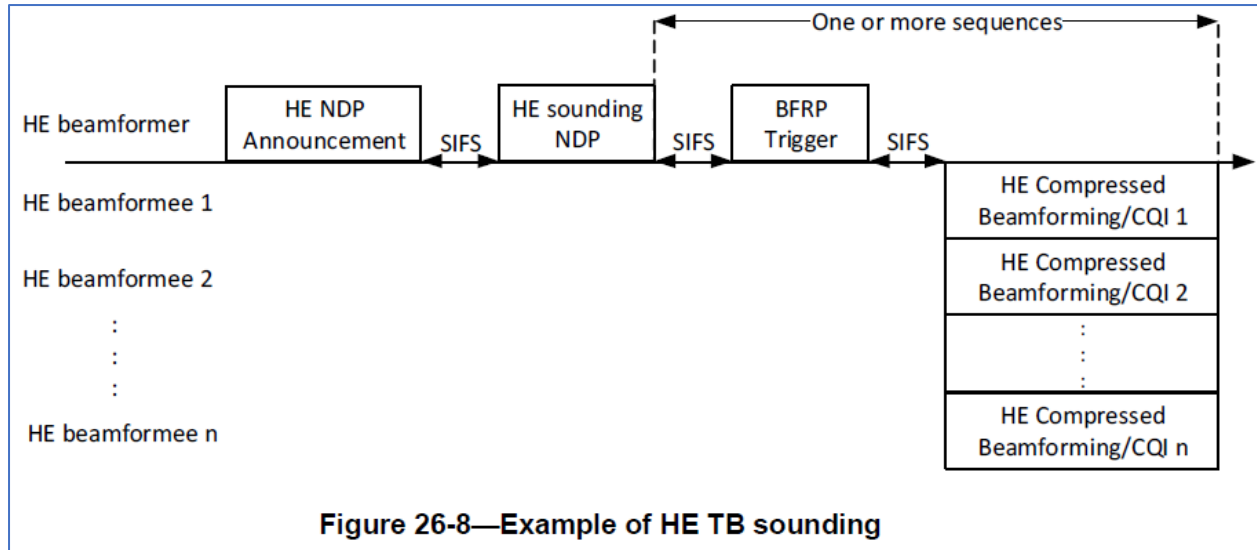 One or more sequences
HE beamformer
HE NDP
Announcement
SIFS
HE sounding
NDP
SIFS
BFRP
Trigger
SIFS
HE beamformee 1
HE Compressed
Beamforming/CQI 1
HE beamformee 2
HE Compressed
Beamforming/CQI 2
:
:
:
:
:
:
HE beamformee n
HE Compressed
Beamforming/CQI n
Figure 26-8—Example of HE TB sounding